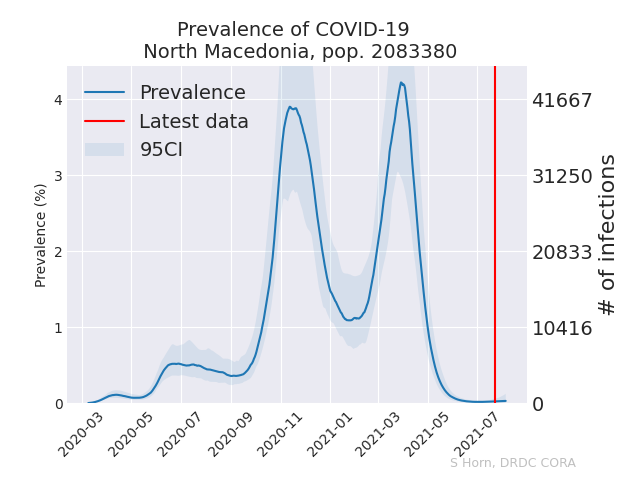 Prevalence of COVID-19
North Macedonia, pop. 2083380
Prevalence
Latest data
95CI
Prevalence (%)
4
3
2
1
0
41667
31250
20833
10416
0
# of infections
2020-03
2020-05
2020-07
2020-09
2020-11
2021-01
2021-03
2021-05
2021-07
S Horn, DRDC CORA